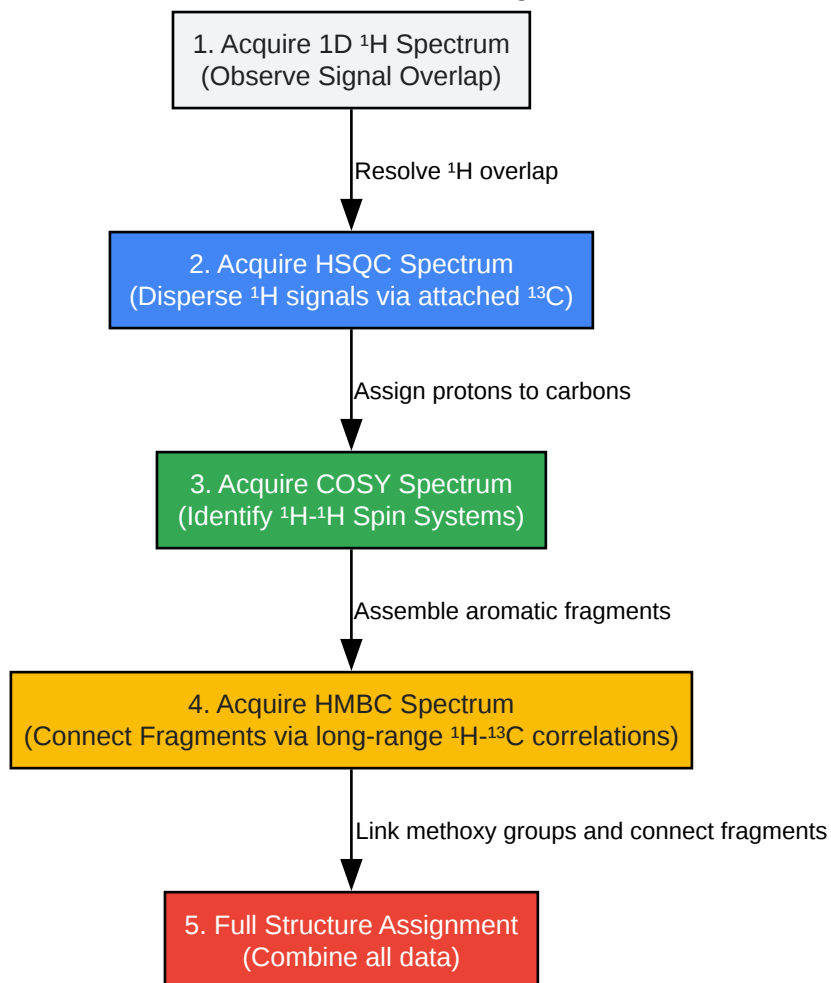 1. Acquire 1D ¹H Spectrum
(Observe Signal Overlap)
Resolve ¹H overlap
2. Acquire HSQC Spectrum
(Disperse ¹H signals via attached ¹³C)
Assign protons to carbons
3. Acquire COSY Spectrum
(Identify ¹H-¹H Spin Systems)
Assemble aromatic fragments
4. Acquire HMBC Spectrum
(Connect Fragments via long-range ¹H-¹³C correlations)
Link methoxy groups and connect fragments
5. Full Structure Assignment
(Combine all data)